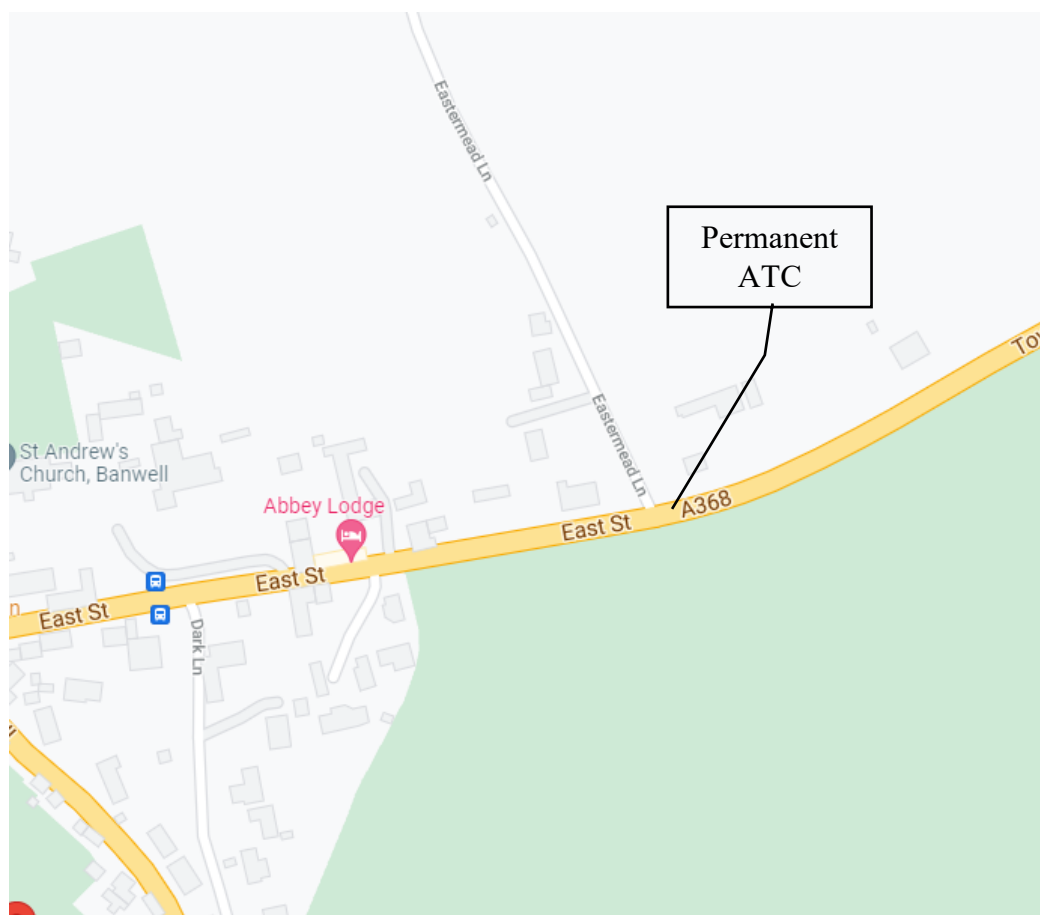 Eastermead Ln
Permanent
ATC
Eastermead Ln
St Andrew's
Church, Banwell
Abbey Lodge
A368
East St
East St
East St
Dark Ln